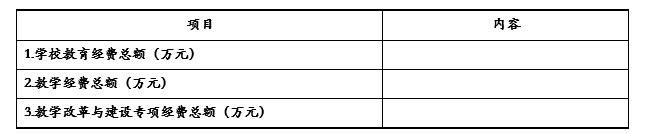 项目 内容
1.学校教育经费总额（万元）
2.教学经费总额（万元）
3.教学改革与建设专项经费总额（万元）